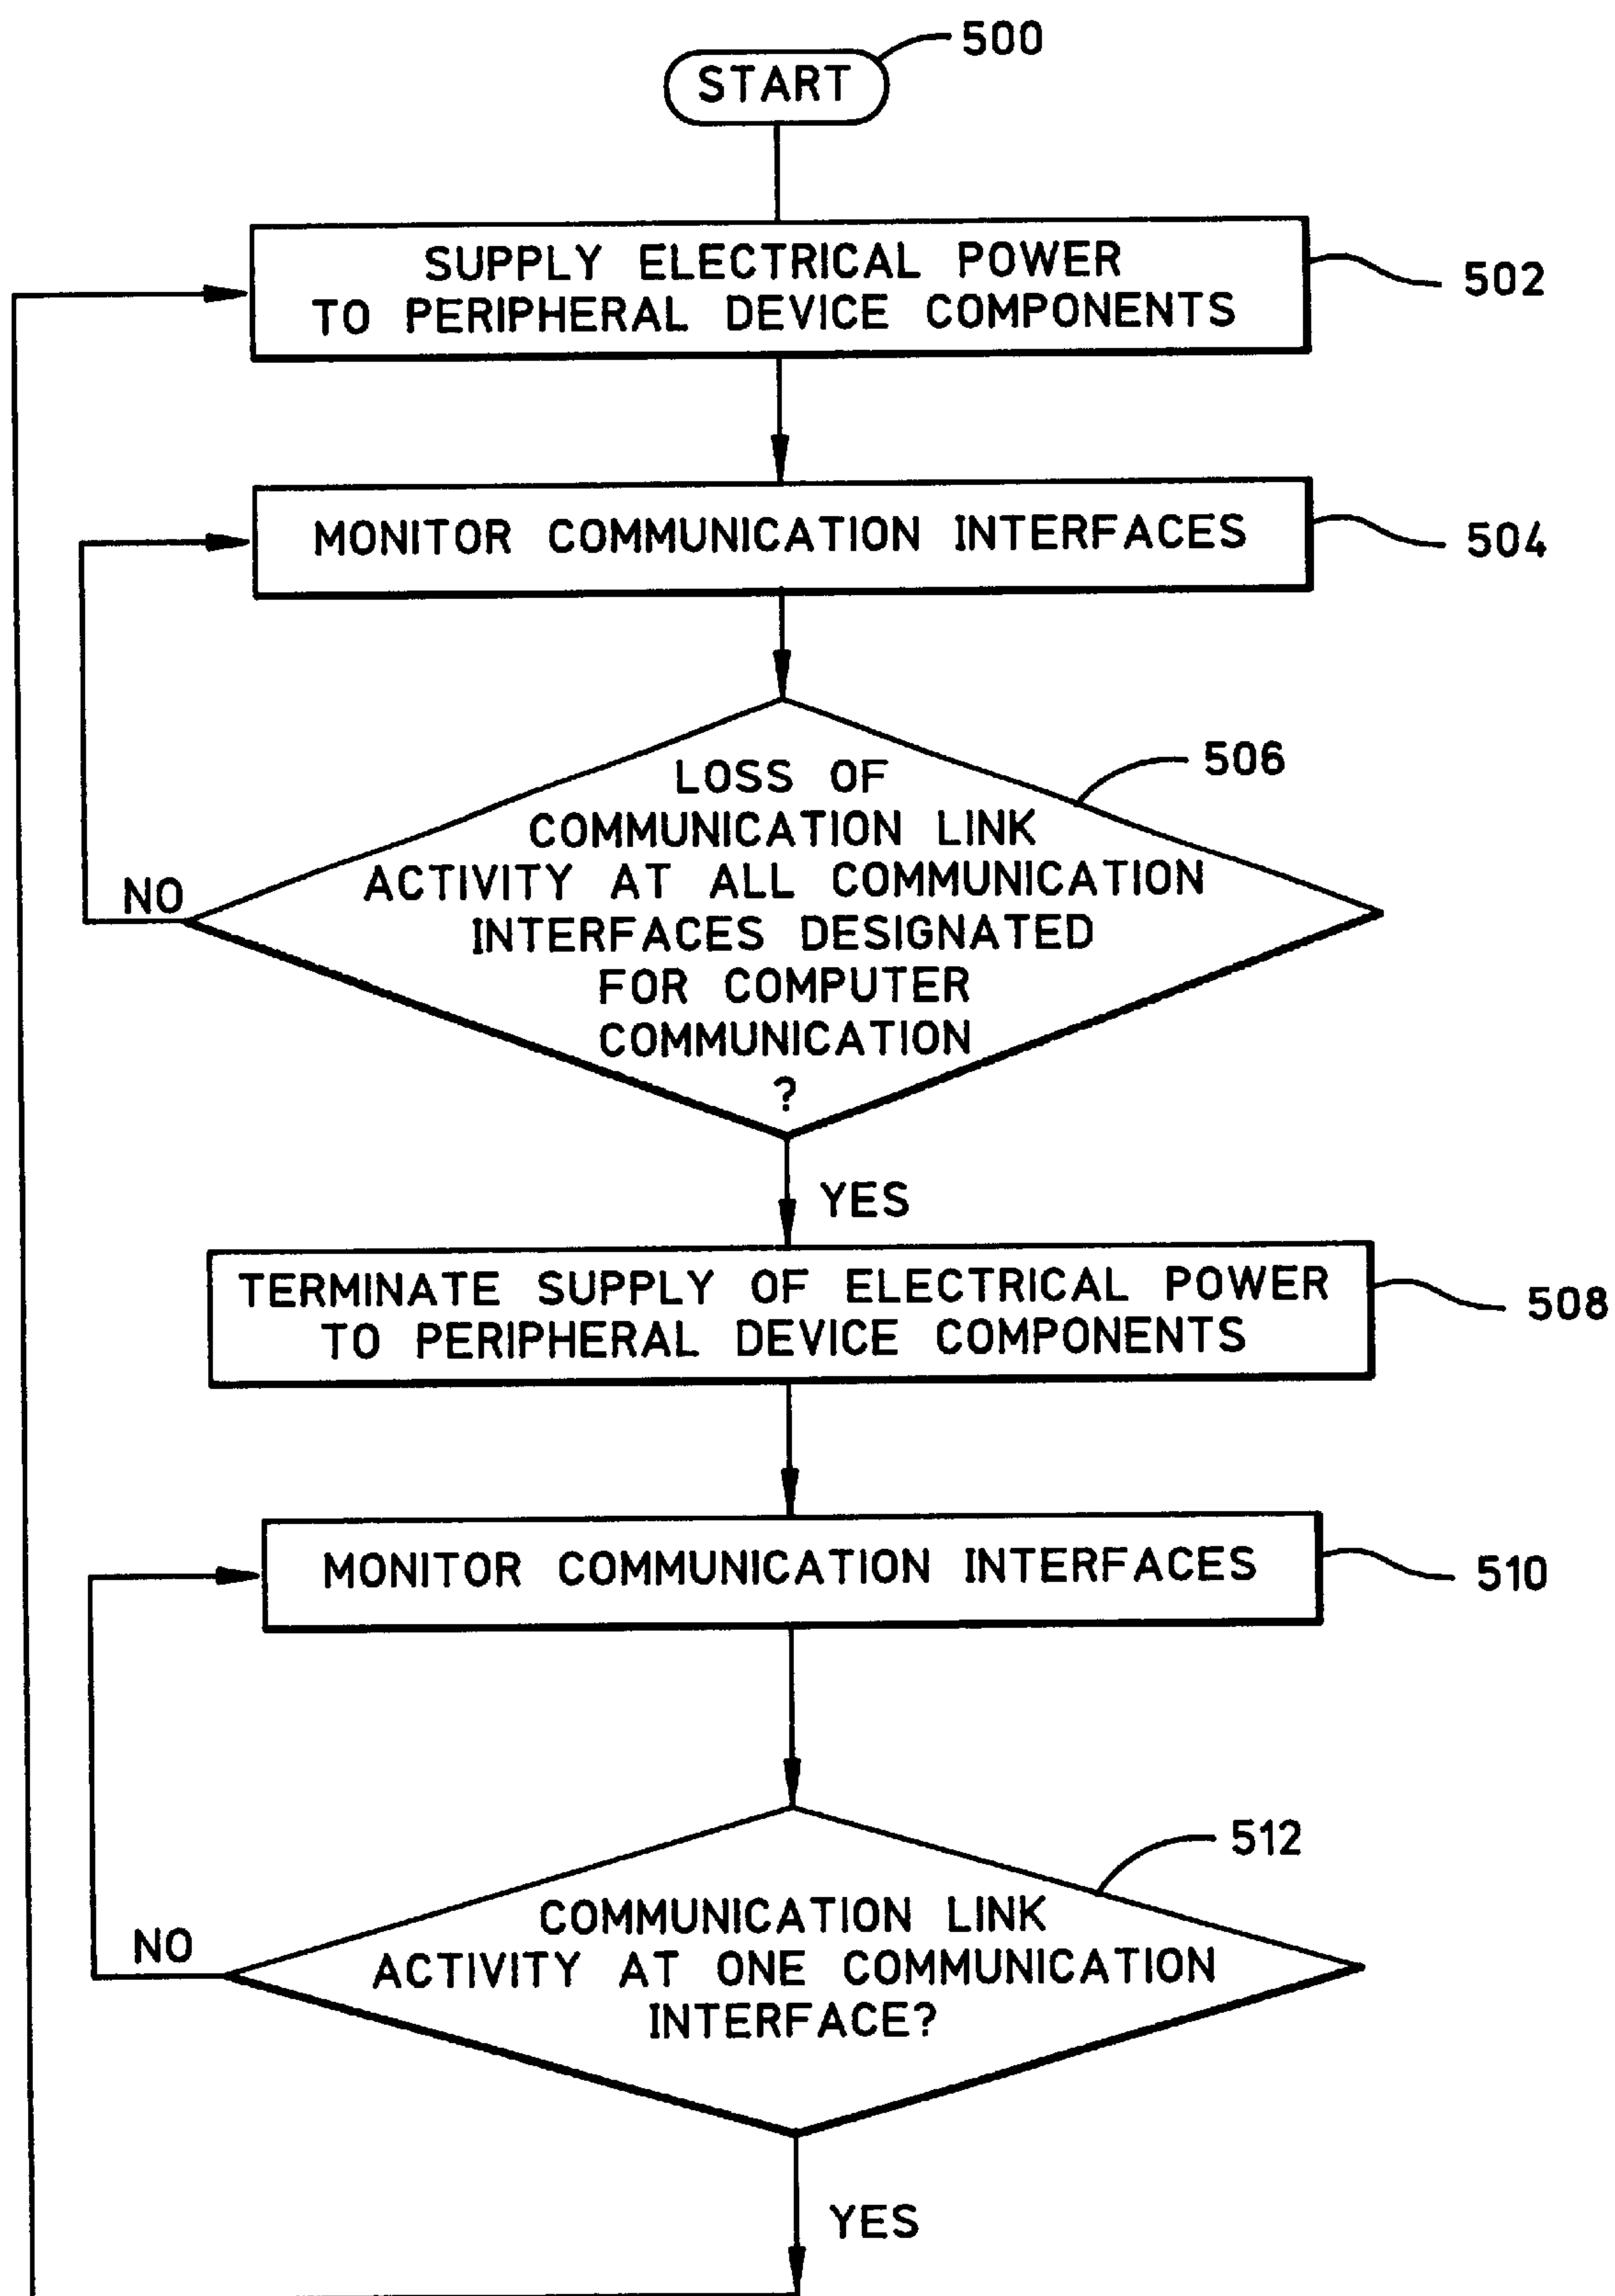 500
START
SUPPLY ELECTRICAL POWER
TO PERIPHERAL DEVICE COMPONENTS
502
MONITOR COMMUNICATION INTERFACES
504
506
LOSS OF
COMMUNICATION LINK
ACTIVITY AT ALL COMMUNICATION
INTERFACES DESIGNATED
FOR COMPUTER
COMMUNICATION
?
NO
YES
TERMINATE SUPPLY OF ELECTRICAL POWER
TO PERIPHERAL DEVICE COMPONENTS
508
MONITOR COMMUNICATION INTERFACES
510
512
COMMUNICATION LINK
ACTIVITY AT ONE COMMUNICATION
INTERFACE?
NO
YES